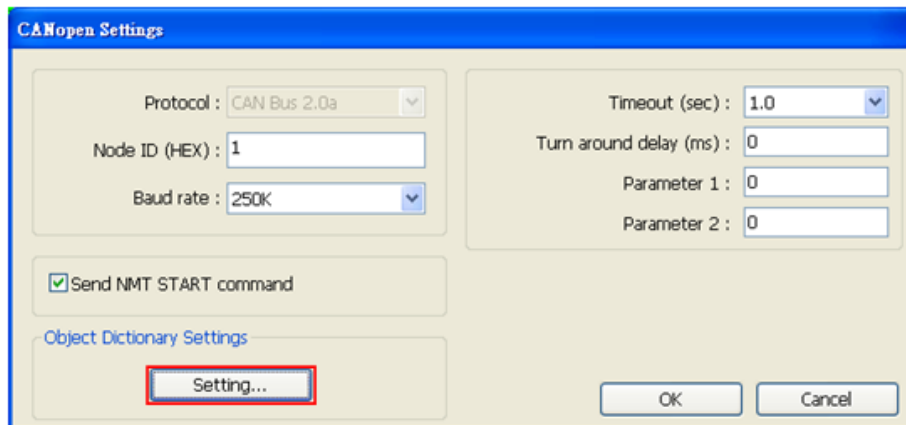 CANopen Settings
Protocol : CAN Bus 2.0a
Node ID (HEX) : 1
Baud rate : 250K
Timeout (sec) : 1.0
Turn around delay (ms) : 0
Parameter 1 : 0
Parameter 2 : 0
Send NMT START command
Object Dictionary Settings
Setting...
OK
Cancel